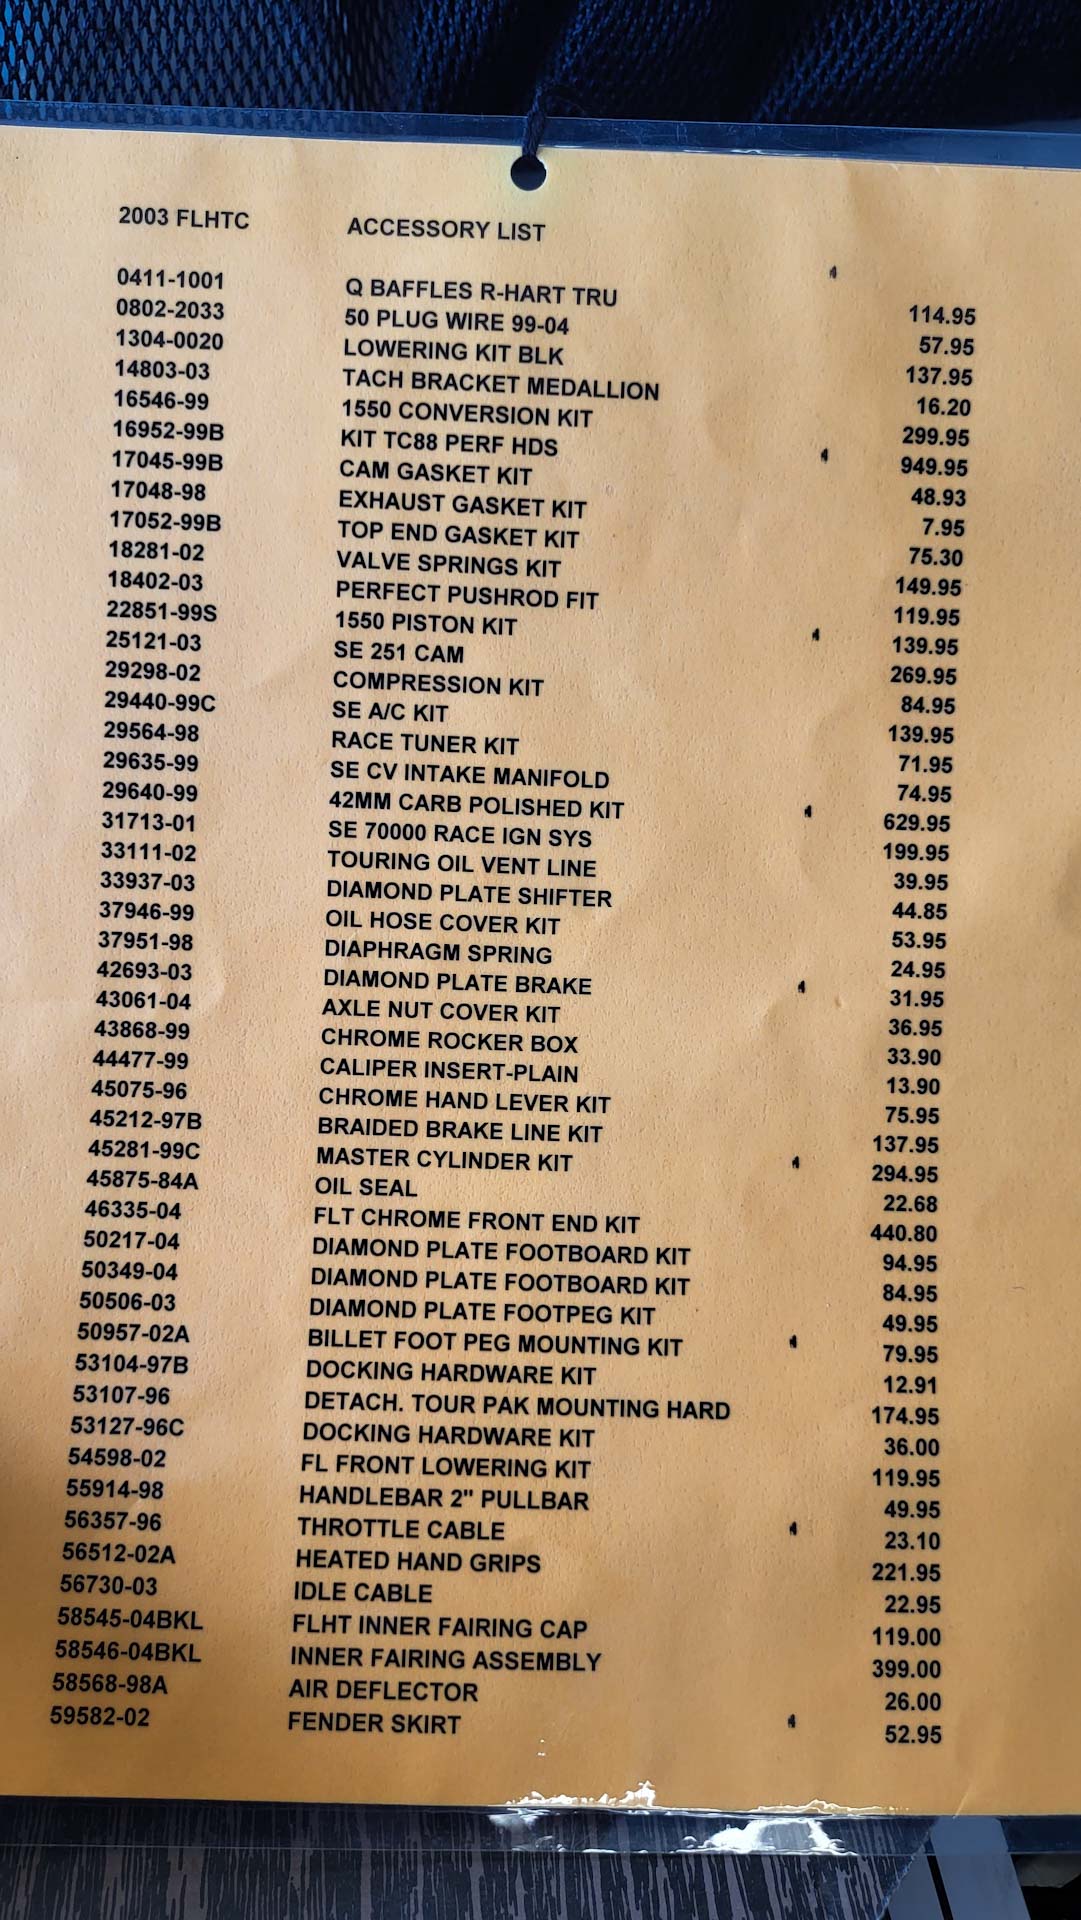 2003 FLHTC ACCESSORY LIST
0411-1001 Q BAFFLES R-HART TRU 114.95
0802-2033 50 PLUG WIRE 99-04 57.95
1304-0020 LOWERING KIT BLK 137.95
14803-03 TACH BRACKET MEDALLION 16.20
16546-99 1550 CONVERSION KIT 299.95
16952-99B KIT TC88 PERF HDS 949.95
17045-99B CAM GASKET KIT 48.93
17048-98 EXHAUST GASKET KIT 7.95
17052-99B TOP END GASKET KIT 75.30
18281-02 VALVE SPRINGS KIT 149.95
18402-03 PERFECT PUSHROD FIT 119.95
22851-99S 1550 PISTON KIT 139.95
25121-03 SE 251 CAM 269.95
29298-02 COMPRESSION KIT 84.95
29440-99C SE A/C KIT 139.95
29564-98 RACE TUNER KIT 71.95
29635-99 SE CV INTAKE MANIFOLD 74.95
29640-99 42MM CARB POLISHED KIT 629.95
31713-01 SE 70000 RACE IGN SYS 199.95
33111-02 TOURING OIL VENT LINE 39.95
33937-03 DIAMOND PLATE SHIFTER 44.85
37946-99 OIL HOSE COVER KIT 53.95
37951-98 DIAPHRAGM SPRING 24.95
42693-03 DIAMOND PLATE BRAKE 31.95
43061-04 AXLE NUT COVER KIT 36.95
43868-99 CHROME ROCKER BOX 33.90
44477-99 CALIPER INSERT-PLAIN 13.90
45075-96 CHROME HAND LEVER KIT 75.95
45212-97B BRAIDED BRAKE LINE KIT 137.95
45281-99C MASTER CYLINDER KIT 294.95
45875-84A OIL SEAL 22.68
46335-04 FLT CHROME FRONT END KIT 440.80
50217-04 DIAMOND PLATE FOOTBOARD KIT 94.95
50349-04 DIAMOND PLATE FOOTBOARD KIT 84.95
50506-03 DIAMOND PLATE FOOTPEG KIT 49.95
50957-02A BILLET FOOT PEG MOUNTING KIT 79.95
53104-97B DOCKING HARDWARE KIT 12.91
53107-96 DETACH. TOUR PAK MOUNTING HARD 174.95
53127-96C DOCKING HARDWARE KIT 36.00
54598-02 FL FRONT LOWERING KIT 119.95
55914-98 HANDLEBAR 2" PULLBAR 49.95
56357-96 THROTTLE CABLE 23.10
56512-02A HEATED HAND GRIPS 221.95
56730-03 IDLE CABLE 22.95
58545-04BKL FLHT INNER FAIRING CAP 119.00
58546-04BKL INNER FAIRING ASSEMBLY 399.00
58568-98A AIR DEFLECTOR 26.00
59582-02 FENDER SKIRT 52.95